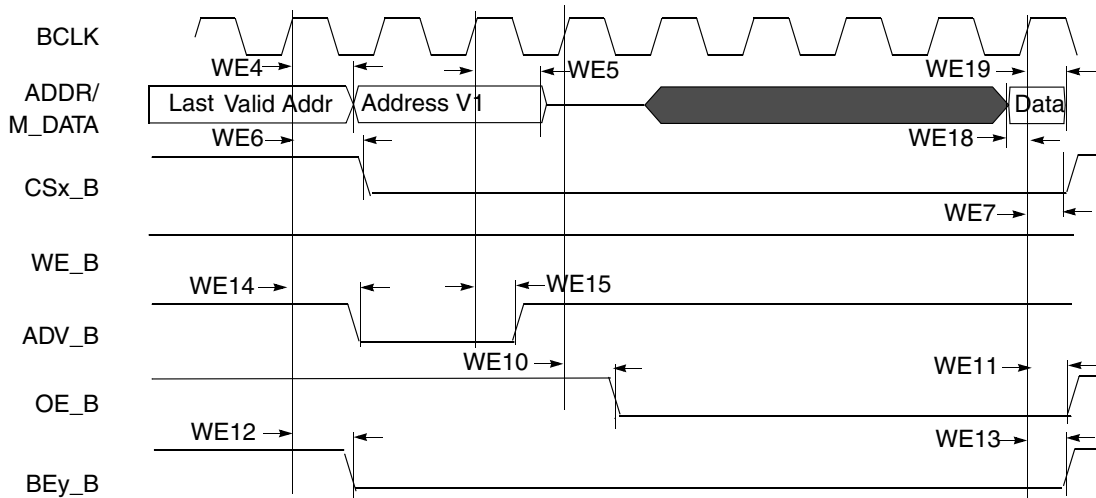 BCLK
WE4
WE5
WE19
ADDR/
M_DATA
Last Valid Addr
Address V1
Data
WE6
WE18
CSx_B
WE7
WE_B
WE14
WE15
ADV_B
WE10
WE11
OE_B
WE12
WE13
BEy_B